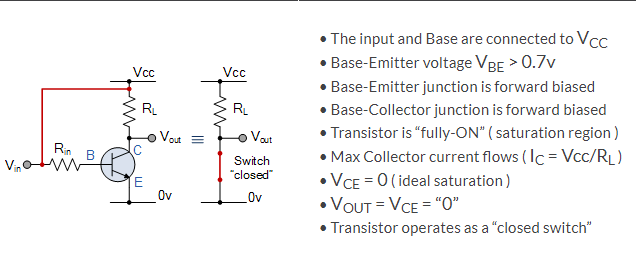 Vcc
Vcc
RL
RL
Vout
Vout
Rin
B
C
Vin
Switch
"closed"
E
0v
0v
• The input and Base are connected to VCC
• Base-Emitter voltage VBE > 0.7v
• Base-Emitter junction is forward biased
• Base-Collector junction is forward biased
• Transistor is “fully-ON” ( saturation region )
• Max Collector current flows ( IC = Vcc/RL )
• VCE = 0 ( ideal saturation )
• VOUT = VCE = “0”
• Transistor operates as a “closed switch”